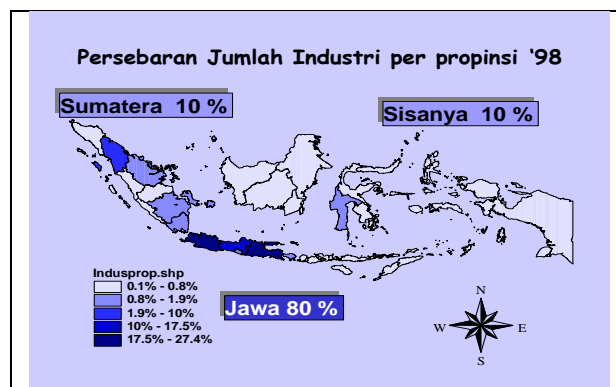 Persebaran Jumlah Industri per propinsi '98
Sumatera 10 %
Sisanya 10 %
Indusprop.shp
0.1% - 0.8%
0.8% - 1.9%
1.9% - 10%
10% - 17.5%
17.5% - 27.4%
Jawa 80 %
N
W
E
S